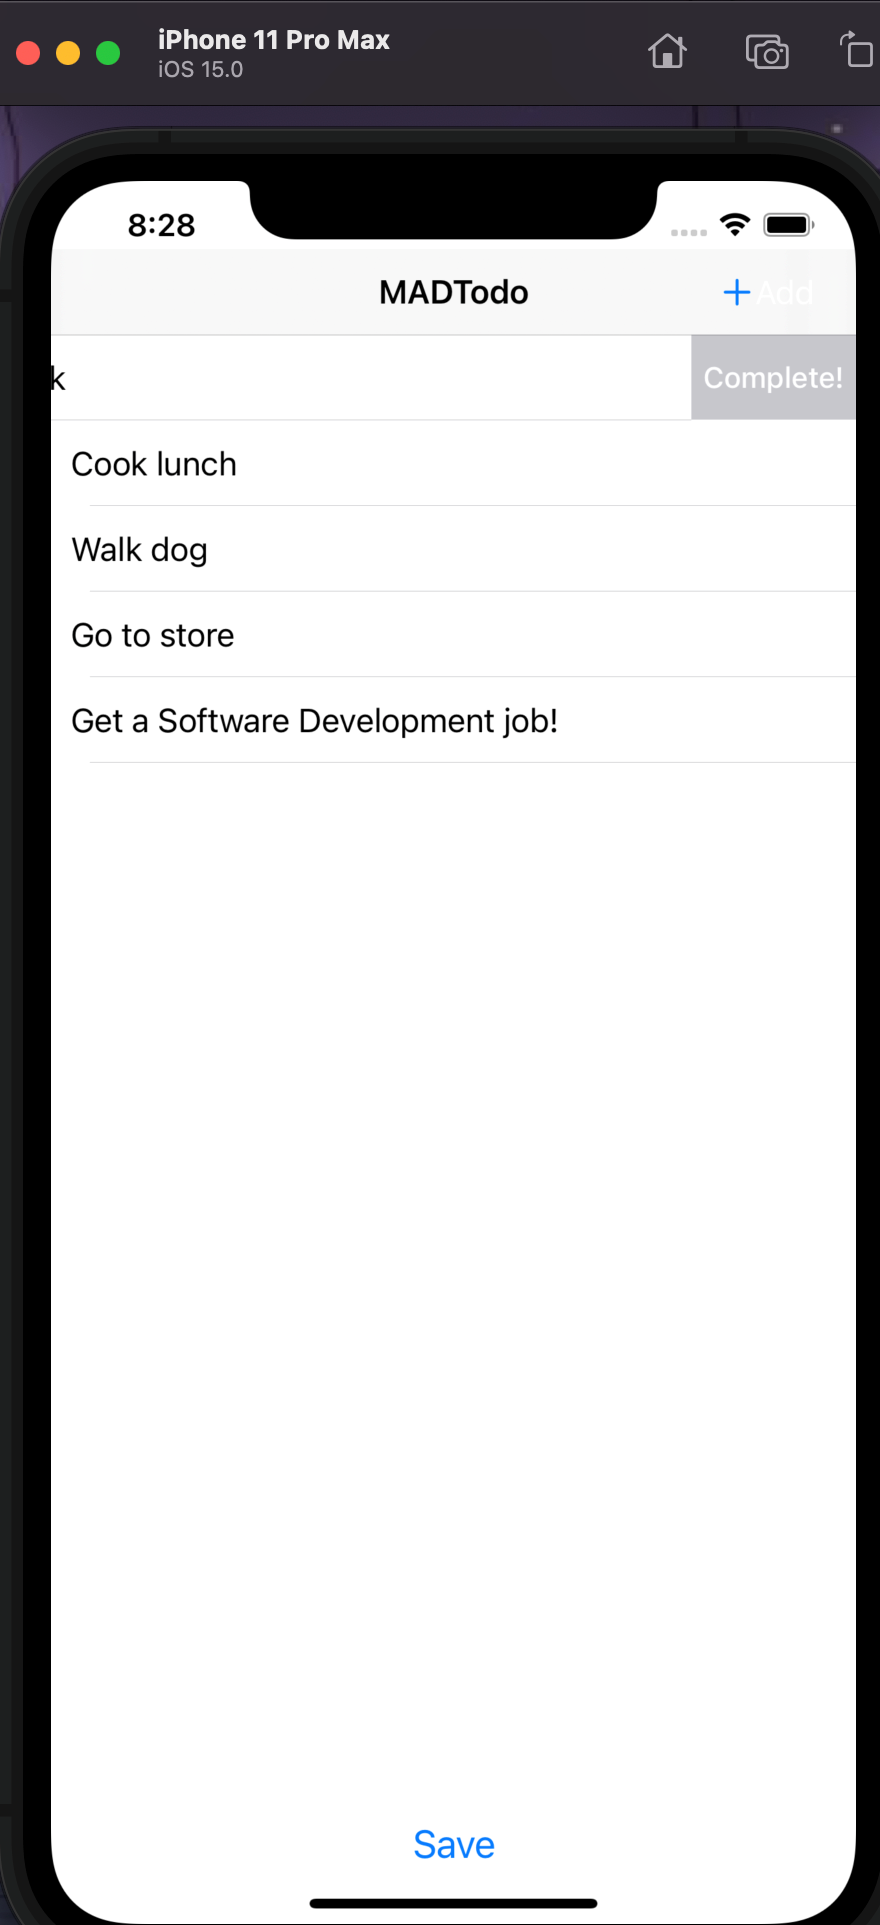 iPhone 11 Pro Max
iOS 15.0
8:28
MADTodo
+ Add
k Complete!
Cook lunch
Walk dog
Go to store
Get a Software Development job!
Save